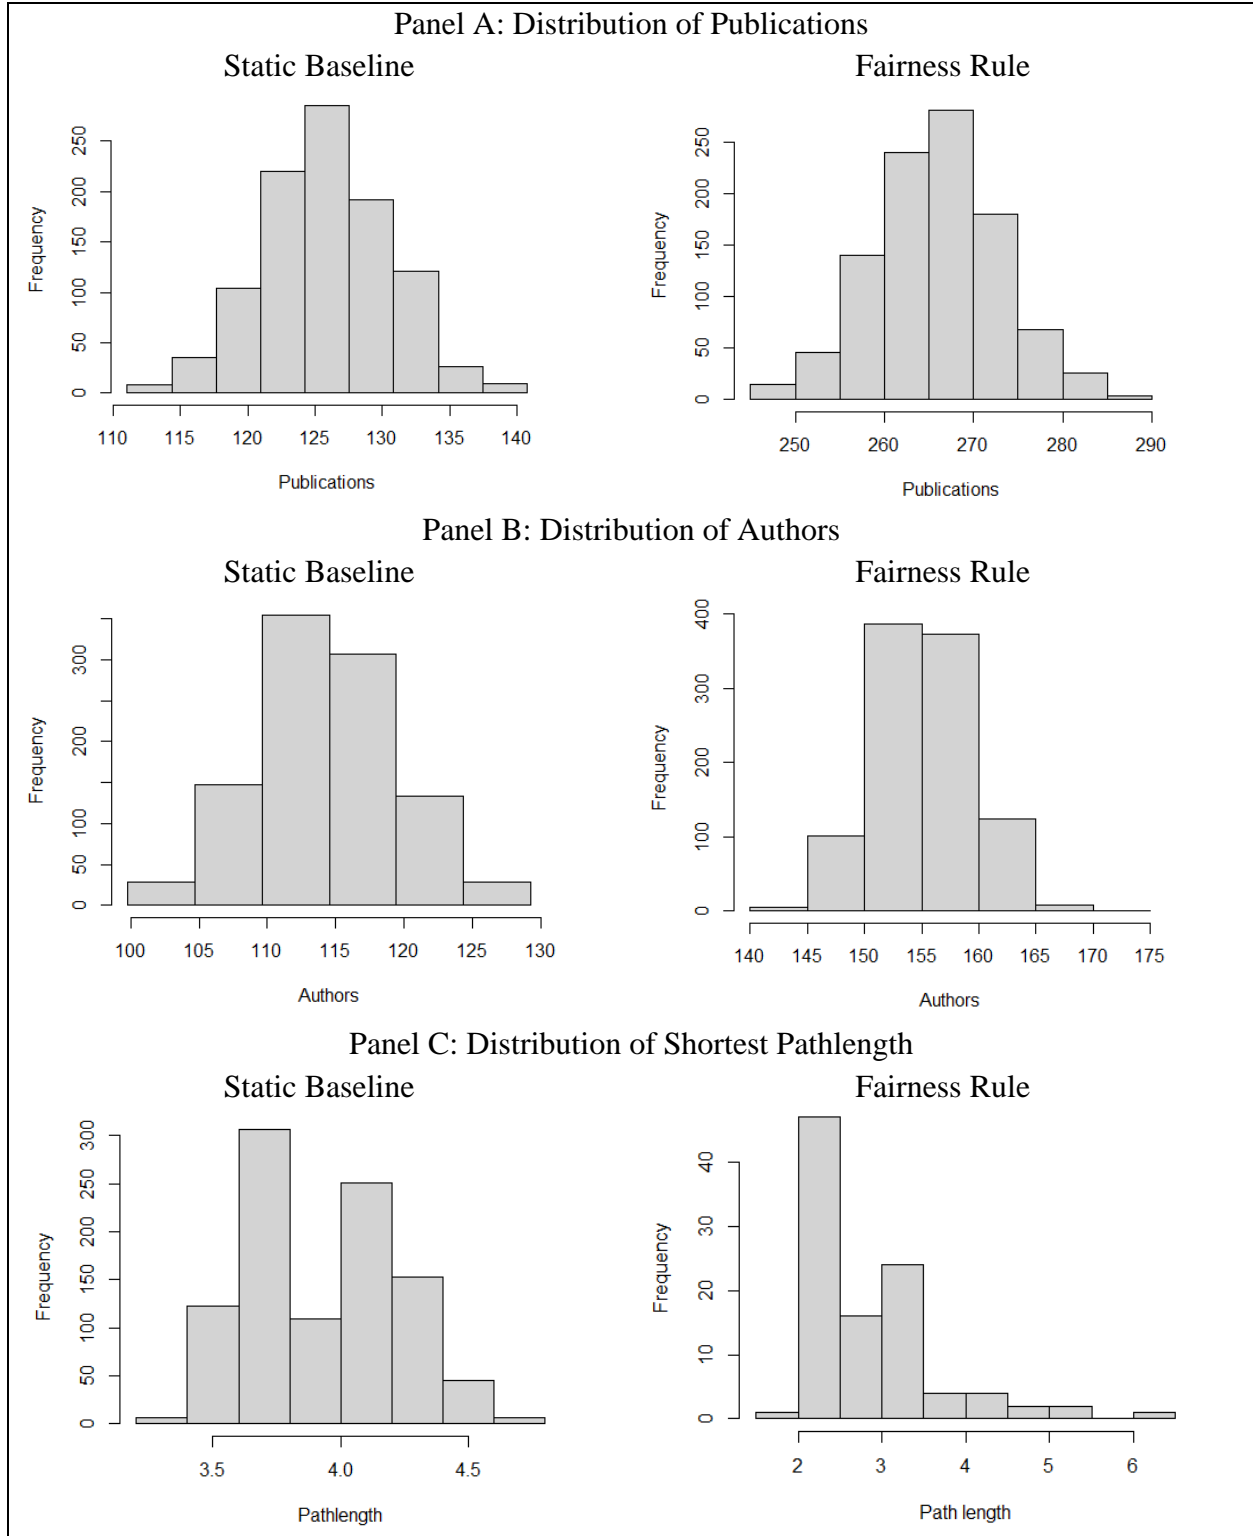 Panel A: Distribution of Publications
Static Baseline
Fairness Rule
Frequency
0 50 100 150 200 250
110 115 120 125 130 135 140
Publications
Frequency
0 50 100 150 200 250
250 260 270 280 290
Publications
Panel B: Distribution of Authors
Static Baseline
Fairness Rule
Frequency
0 50 100 200 300
100 105 110 115 120 125 130
Authors
Frequency
0 100 200 300 400
140 145 150 155 160 165 170 175
Authors
Panel C: Distribution of Shortest Pathlength
Static Baseline
Fairness Rule
Frequency
0 50 100 150 200 250 300
3.5 4.0 4.5
Pathlength
Frequency
0 10 20 30 40
2 3 4 5 6
Path length